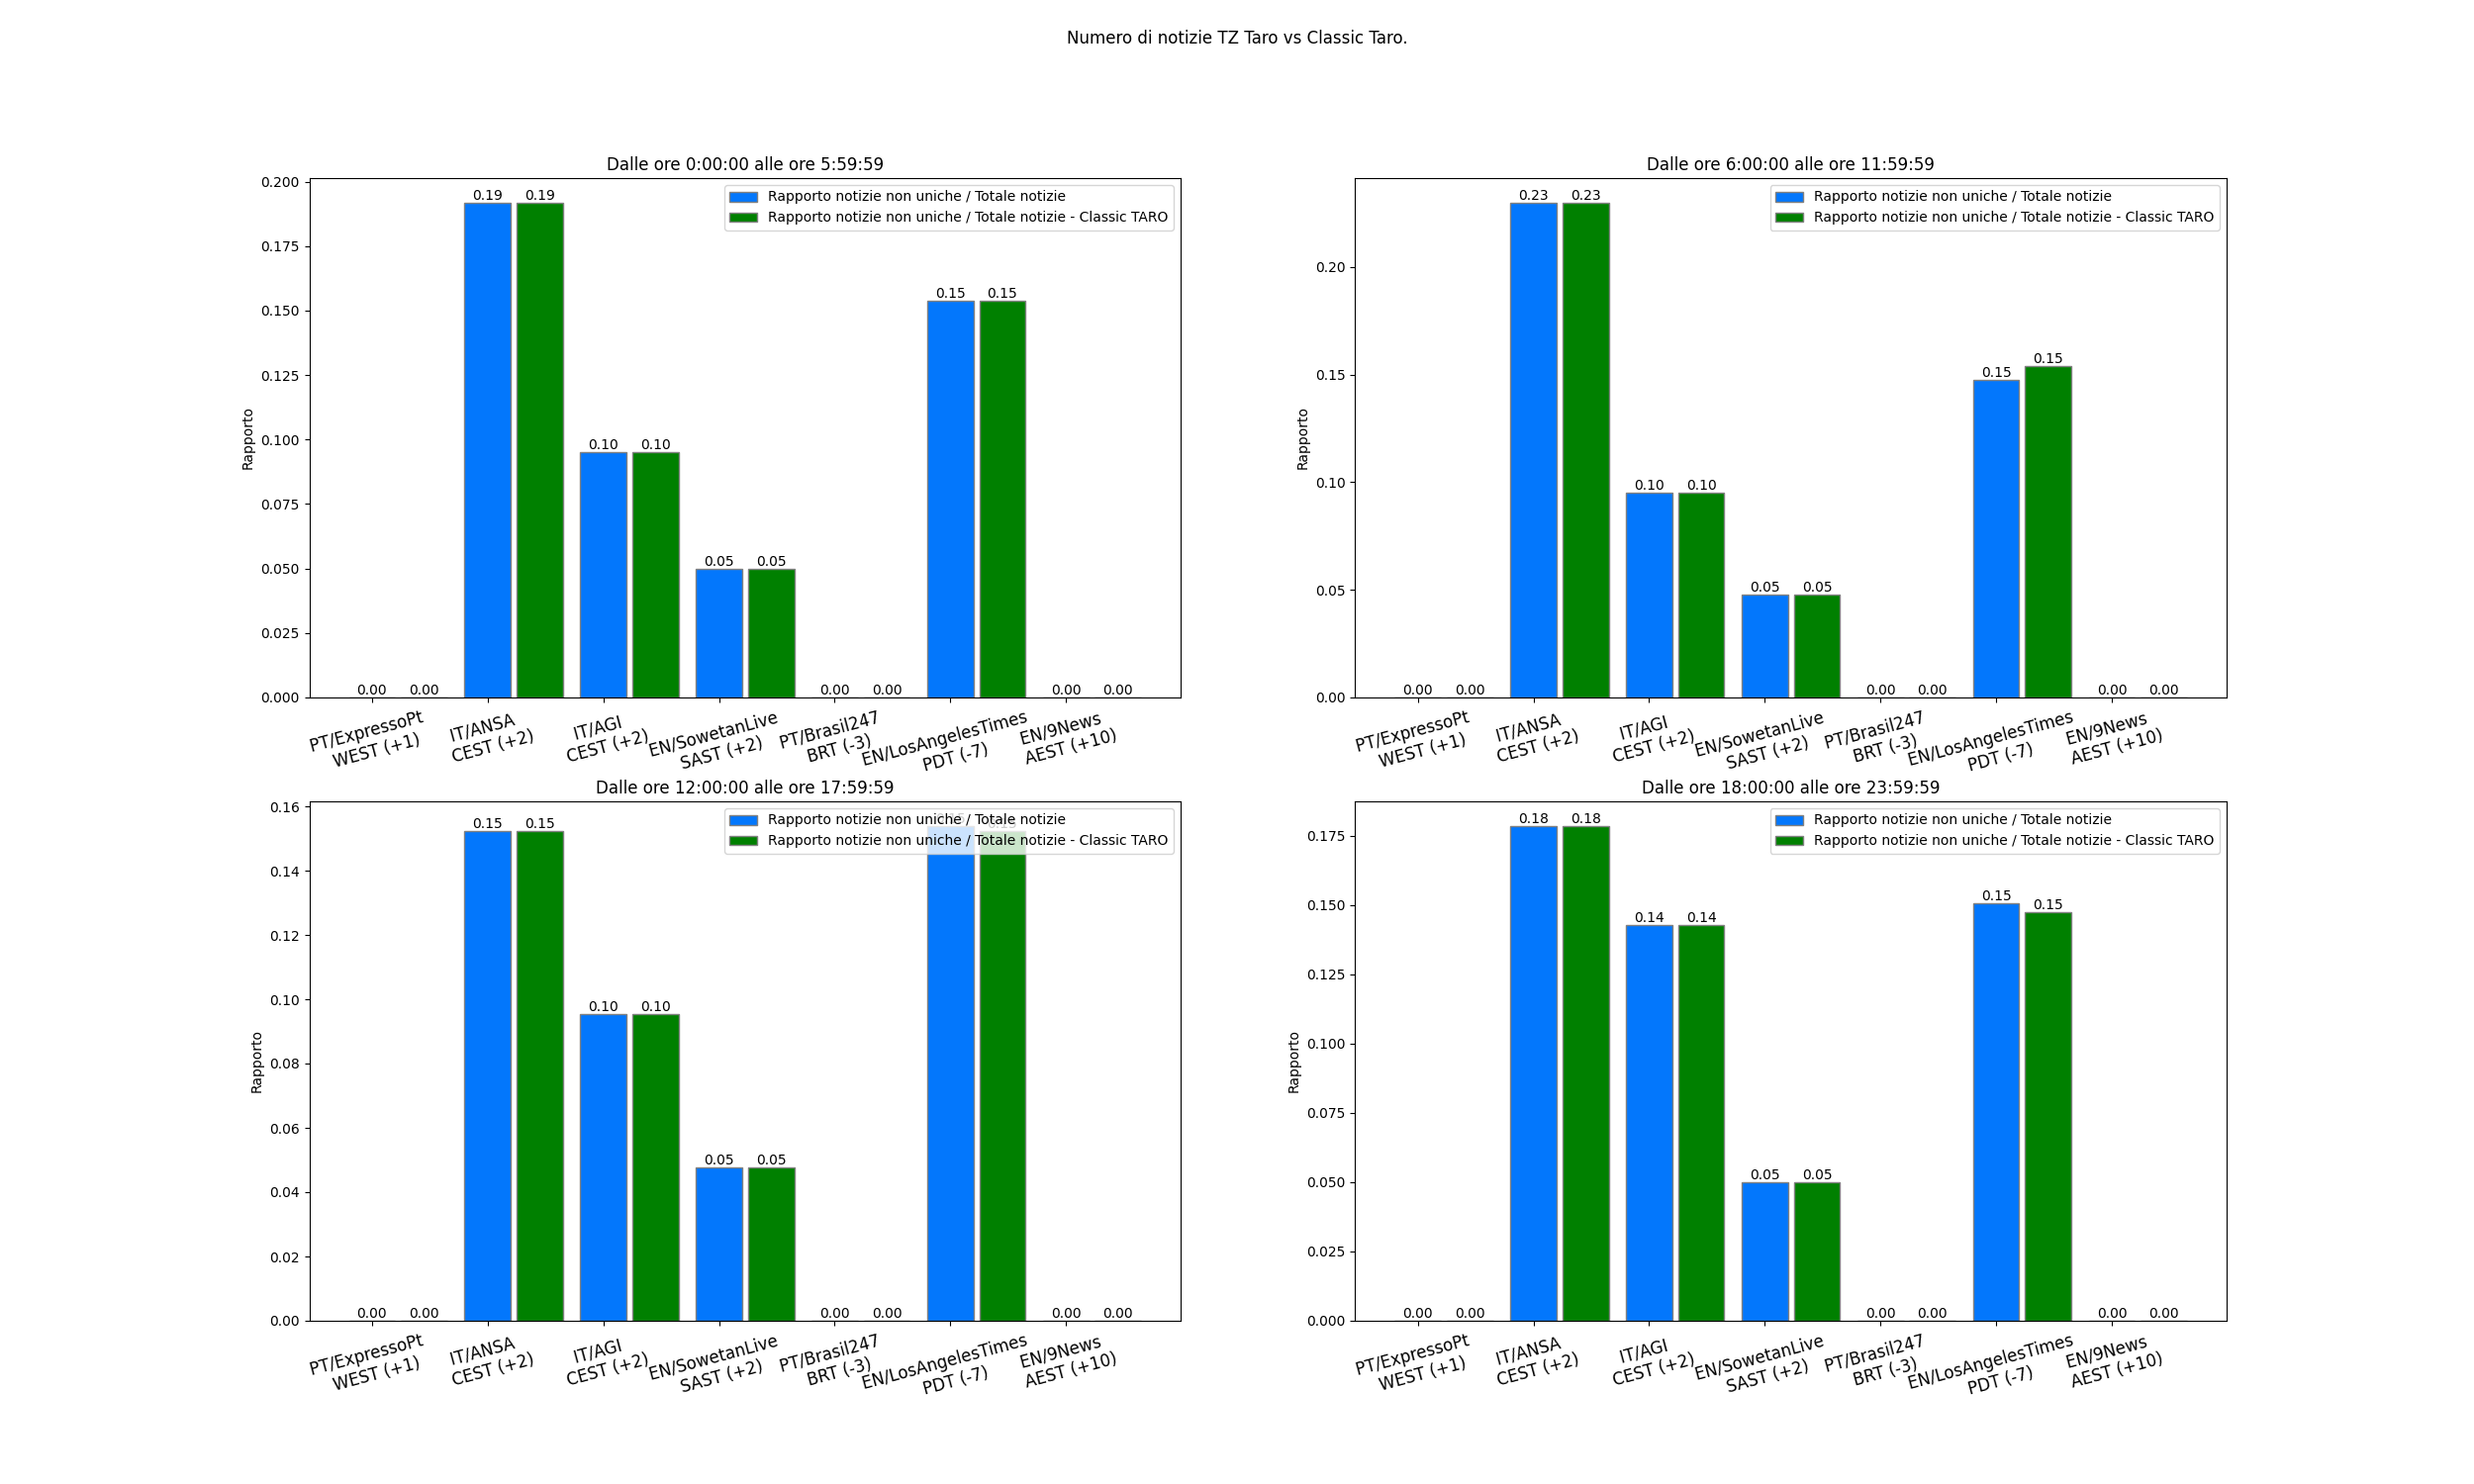 Numero di notizie TZ Taro vs Classic Taro.
Dalle ore 0:00:00 alle ore 5:59:59
Rapporto notizie non uniche / Totale notizie
Rapporto notizie non uniche / Totale notizie - Classic TARO
Rapporto
0.200
0.175
0.150
0.125
0.100
0.075
0.050
0.025
0.000
0.00 0.00 0.19 0.19 0.10 0.10 0.05 0.05 0.00 0.00 0.15 0.15 0.00 0.00
PT/ExpressoPt
WEST (+1)
IT/ANSA
CEST (+2)
IT/AGI
CEST (+2)
EN/SowetanLive
SAST (+2)
PT/Brasil247
BRT (-3)
EN/LosAngelesTimes
PDT (-7)
EN/9News
AEST (+10)
Dalle ore 6:00:00 alle ore 11:59:59
Rapporto notizie non uniche / Totale notizie
Rapporto notizie non uniche / Totale notizie - Classic TARO
Rapporto
0.20
0.15
0.10
0.05
0.00
0.00 0.00 0.23 0.23 0.10 0.10 0.05 0.05 0.00 0.00 0.15 0.15 0.00 0.00
PT/ExpressoPt
WEST (+1)
IT/ANSA
CEST (+2)
IT/AGI
CEST (+2)
EN/SowetanLive
SAST (+2)
PT/Brasil247
BRT (-3)
EN/LosAngelesTimes
PDT (-7)
EN/9News
AEST (+10)
Dalle ore 12:00:00 alle ore 17:59:59
Rapporto notizie non uniche / Totale notizie
Rapporto notizie non uniche / Totale notizie - Classic TARO
Rapporto
0.16
0.14
0.12
0.10
0.08
0.06
0.04
0.02
0.00
0.00 0.00 0.15 0.15 0.10 0.10 0.05 0.05 0.00 0.00 0.00 0.00
PT/ExpressoPt
WEST (+1)
IT/ANSA
CEST (+2)
IT/AGI
CEST (+2)
EN/SowetanLive
SAST (+2)
PT/Brasil247
BRT (-3)
EN/LosAngelesTimes
PDT (-7)
EN/9News
AEST (+10)
Dalle ore 18:00:00 alle ore 23:59:59
Rapporto notizie non uniche / Totale notizie
Rapporto notizie non uniche / Totale notizie - Classic TARO
Rapporto
0.175
0.150
0.125
0.100
0.075
0.050
0.025
0.000
0.00 0.00 0.18 0.18 0.14 0.14 0.05 0.05 0.00 0.00 0.15 0.15 0.00 0.00
PT/ExpressoPt
WEST (+1)
IT/ANSA
CEST (+2)
IT/AGI
CEST (+2)
EN/SowetanLive
SAST (+2)
PT/Brasil247
BRT (-3)
EN/LosAngelesTimes
PDT (-7)
EN/9News
AEST (+10)